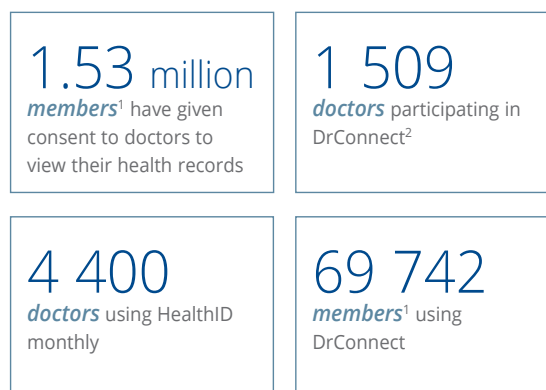 1.53 million
members¹ have given
consent to doctors to
view their health records
1 509
doctors participating in
DrConnect²
4 400
doctors using HealthID
monthly
69 742
members¹ using
DrConnect